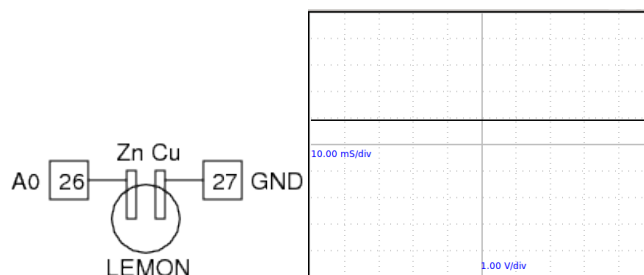 Zn Cu
A0 26 27 GND
LEMON
10.00 mS/div
1.00 V/div